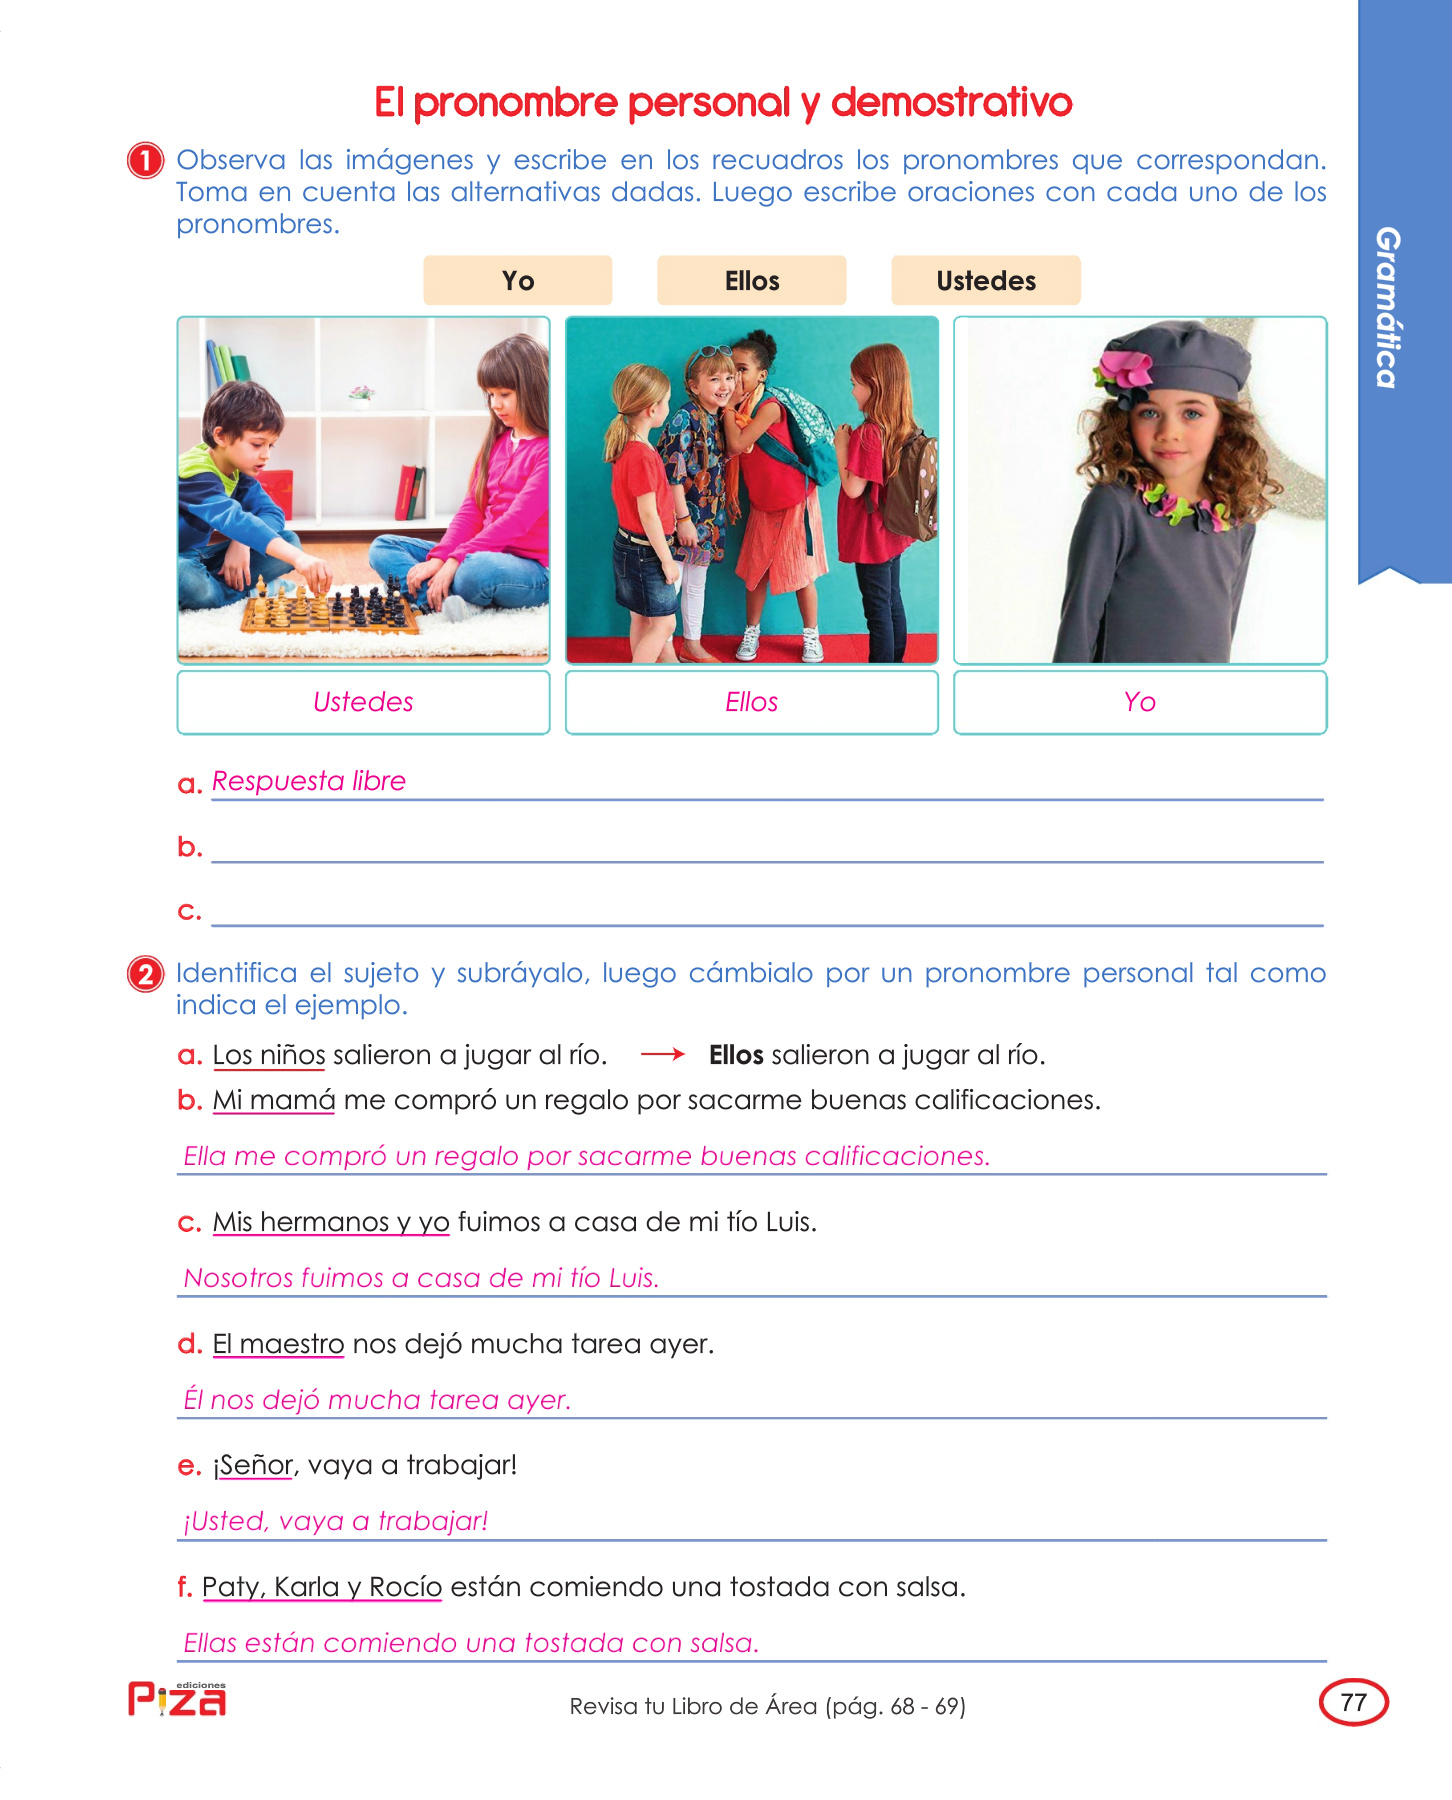 El pronombre personal y demostrativo
1 Observa las imágenes y escribe en los recuadros los pronombres que correspondan.
Toma en cuenta las alternativas dadas. Luego escribe oraciones con cada uno de los
pronombres.
Yo Ellos Ustedes
Gramática
Ustedes Ellos Yo
a. Respuesta libre
b.
c.
2 Identifica el sujeto y subráyalo, luego cámbialo por un pronombre personal tal como
indica el ejemplo.
a. Los niños salieron a jugar al río. → Ellos salieron a jugar al río.
b. Mi mamá me compró un regalo por sacarme buenas calificaciones.
Ella me compró un regalo por sacarme buenas calificaciones.
c. Mis hermanos y yo fuimos a casa de mi tío Luis.
Nosotros fuimos a casa de mi tío Luis.
d. El maestro nos dejó mucha tarea ayer.
Él nos dejó mucha tarea ayer.
e. ¡Señor, vaya a trabajar!
¡Usted, vaya a trabajar!
f. Paty, Karla y Rocío están comiendo una tostada con salsa.
Ellas están comiendo una tostada con salsa.
ediciones
Piza
Revisa tu Libro de Área (pág. 68 - 69)
77